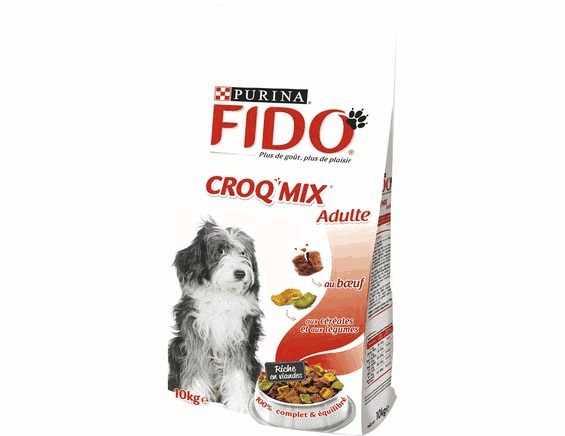 PURINA
FIDO®
Plus de goût, plus de plaisir
CROQ'MIX®
Adulte
au bœuf
aux céréales
et aux légumes
Riche
en viandes
100% complet & équilibré
10kg e
10kg e